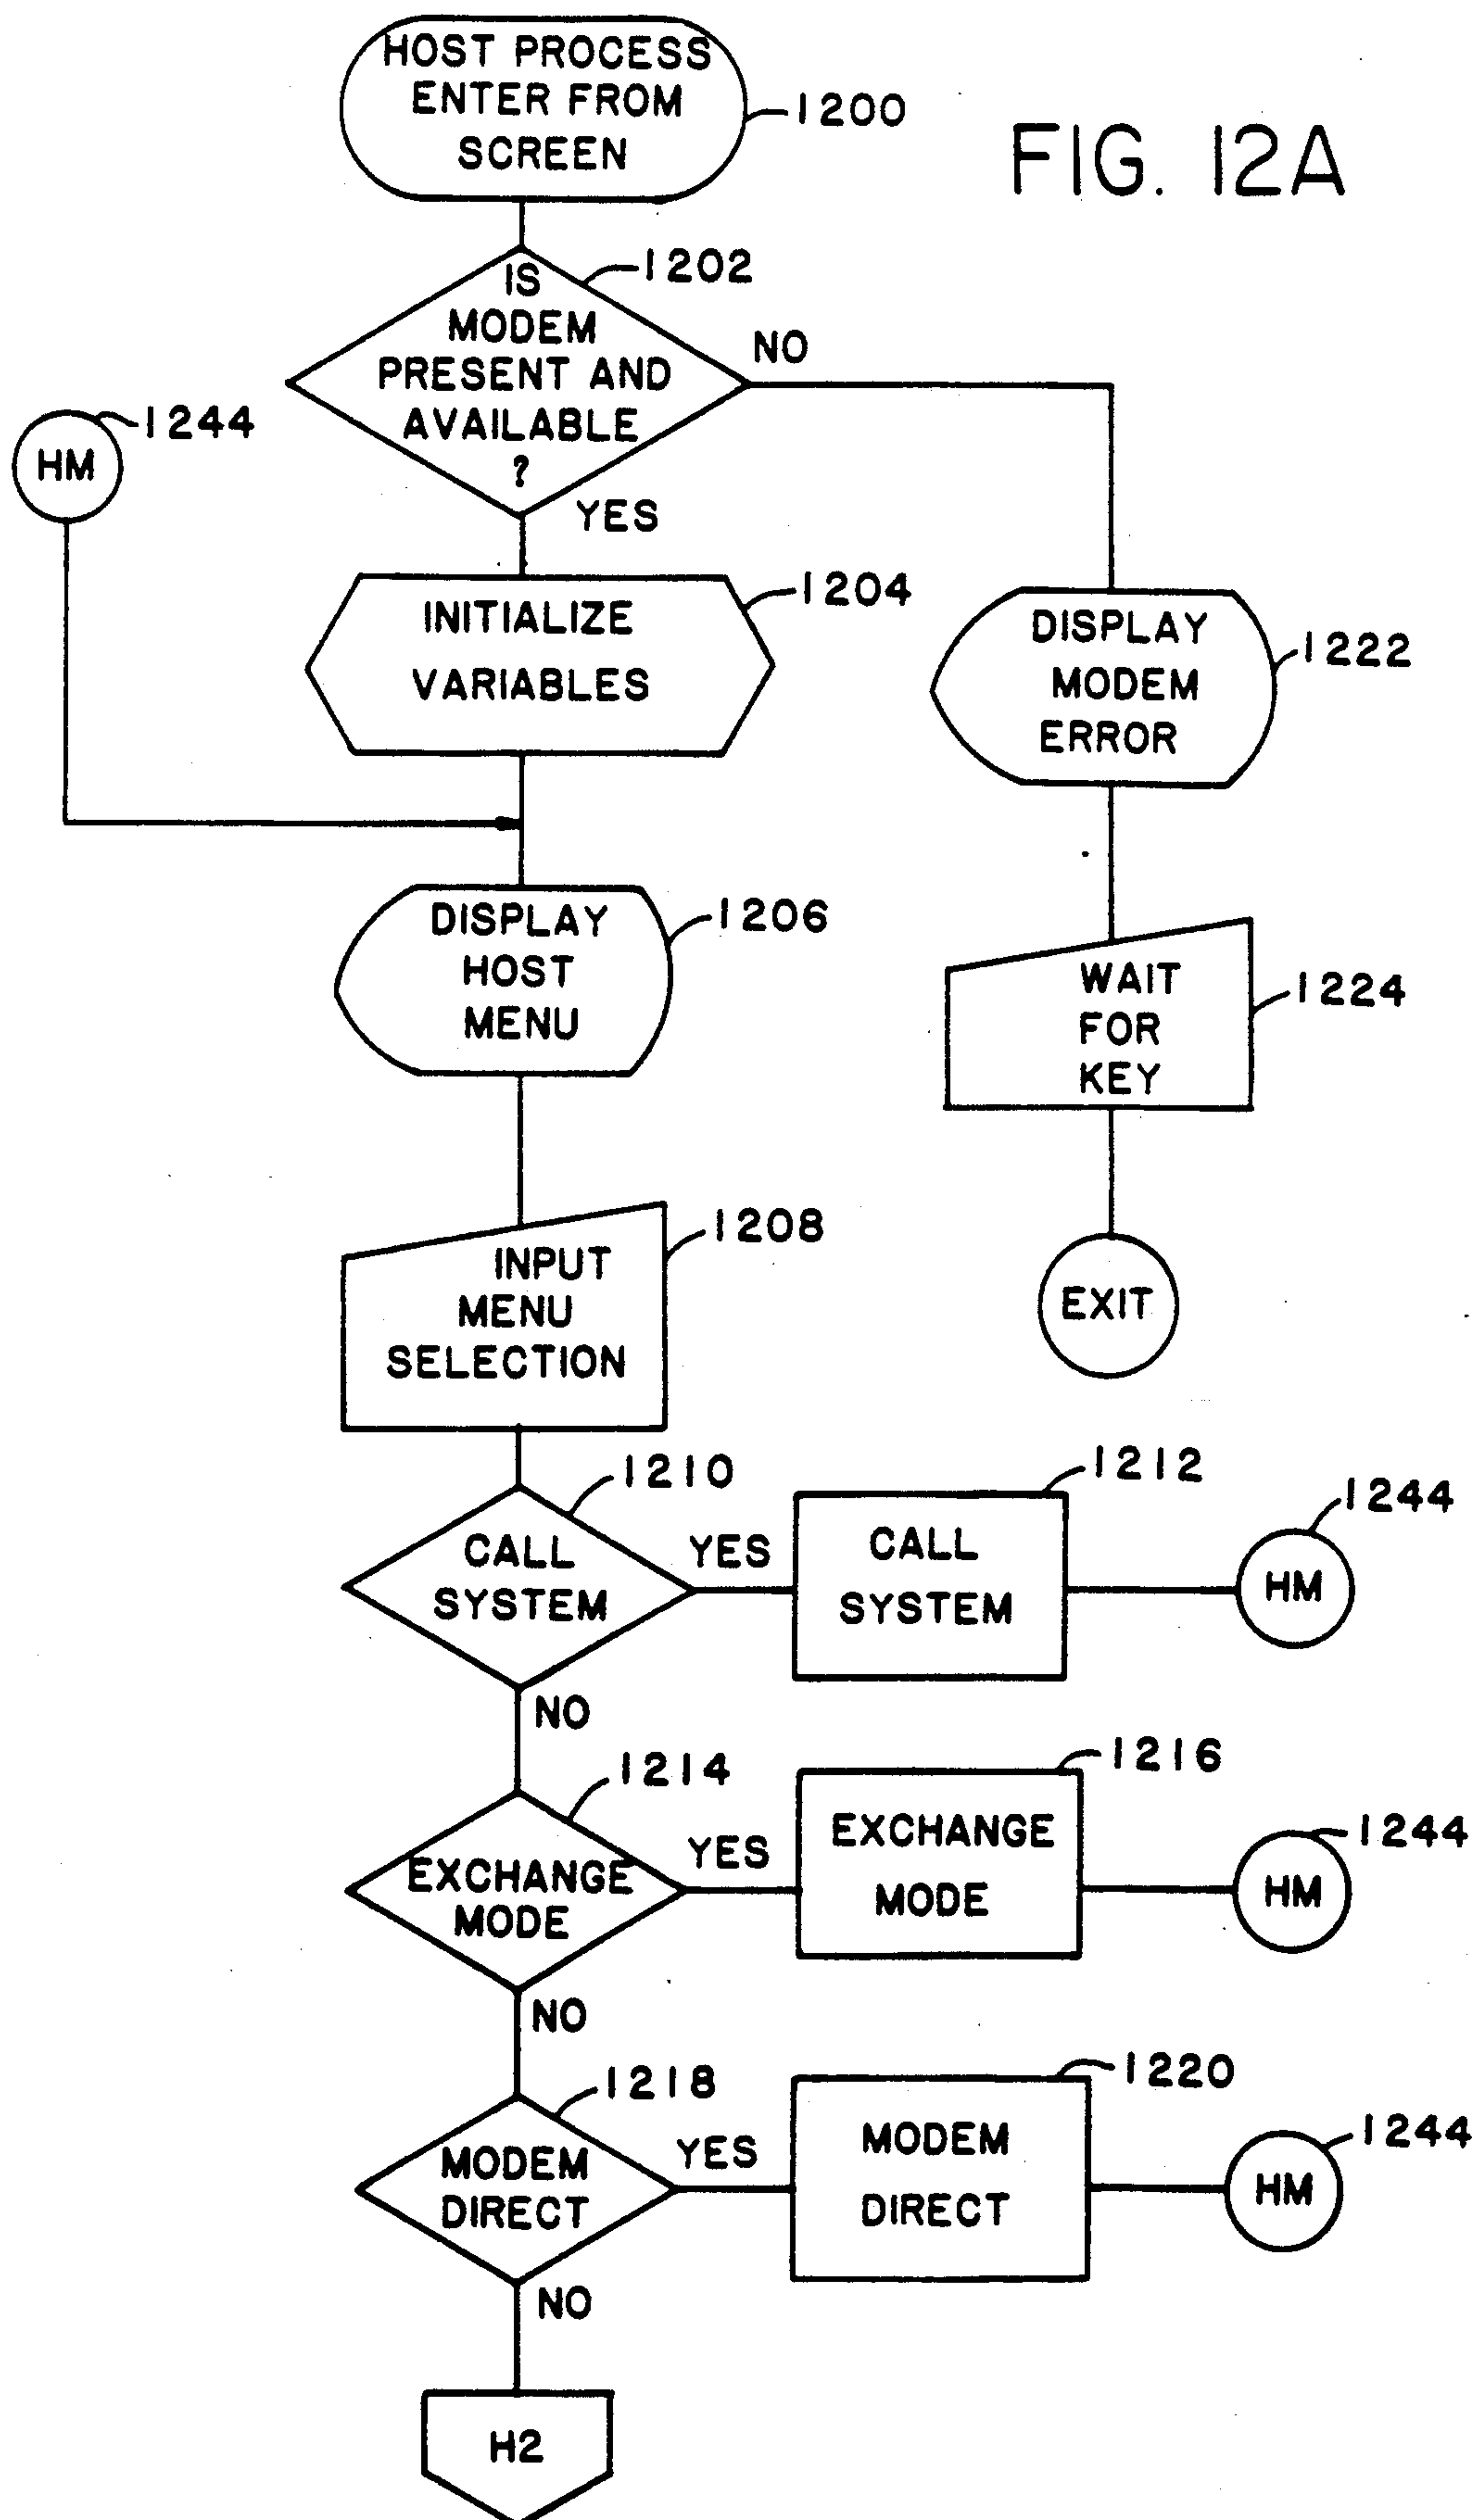 HOST PROCESS
ENTER FROM
SCREEN
1200
FIG. 12A
IS
MODEM
PRESENT AND
AVAILABLE
?
1202
NO
YES
HM
1244
INITIALIZE
VARIABLES
1204
DISPLAY
MODEM
ERROR
1222
DISPLAY
HOST
MENU
1206
WAIT
FOR
KEY
1224
INPUT
MENU
SELECTION
1208
EXIT
CALL
SYSTEM
1210
YES
CALL
SYSTEM
1212
HM
1244
NO
EXCHANGE
MODE
1214
YES
EXCHANGE
MODE
1216
HM
1244
NO
MODEM
DIRECT
1218
YES
MODEM
DIRECT
1220
HM
1244
NO
H2